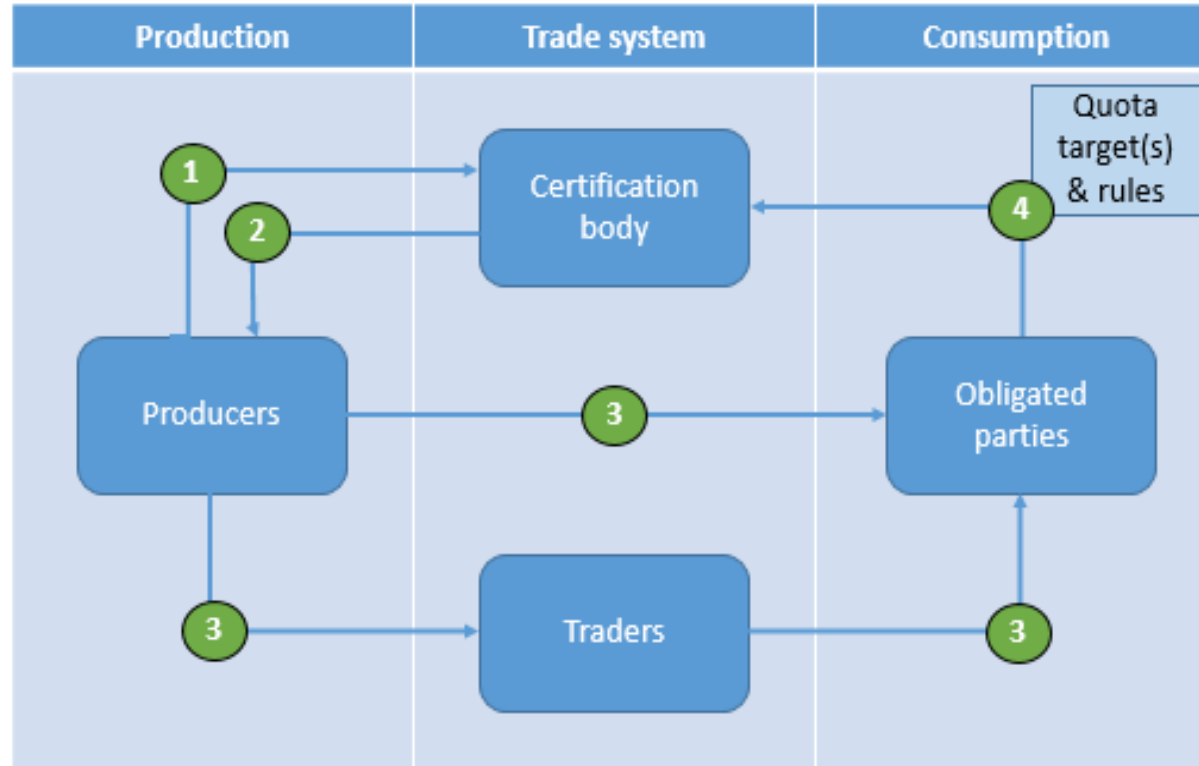 Production
Trade system
Consumption
Quota
target(s)
& rules
1
Certification
body
4
2
Producers
3
Obligated
parties
3
Traders
3